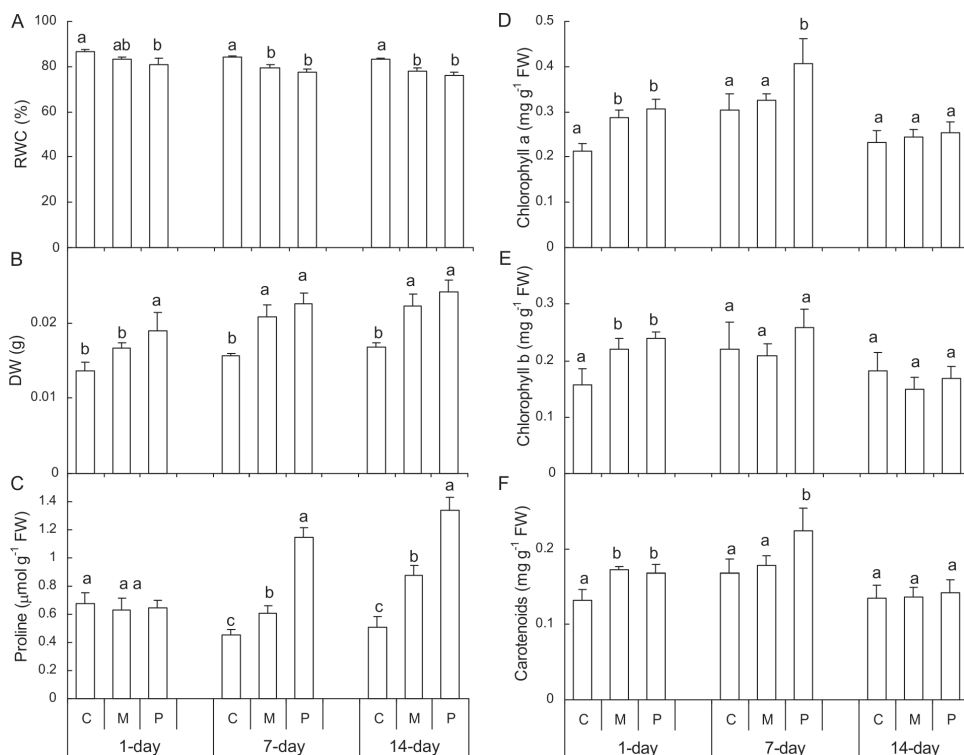 A
100
80
60
40
20
0
RWC (%)
a ab b a b b a b b
B
0.02
0.01
0
DW (g)
b b a b a a b a a
C
1.4
1.2
1
0.8
0.6
0.4
0.2
0
Proline (μmol g⁻¹ FW)
a a a c b a c b a
C M P C M P C M P
1-day 7-day 14-day
D
0.5
0.4
0.3
0.2
0.1
0
Chlorophyll a (mg g⁻¹ FW)
a b b a a b a a a
E
0.3
0.2
0.1
0
Chlorophyll b (mg g⁻¹ FW)
a b b a a a a a a
F
0.2
0.1
0
Carotenoids (mg g⁻¹ FW)
a b b a a b a a a
C M P C M P C M P
1-day 7-day 14-day